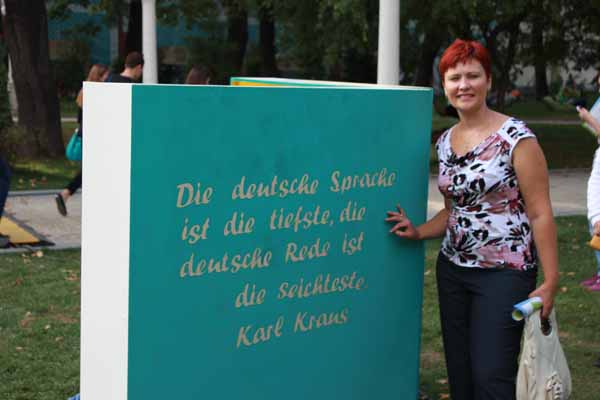 Die deutsche Sprache
ist die tiefste, die
deutsche Rede ist
die seichteste.
Karl Kraus